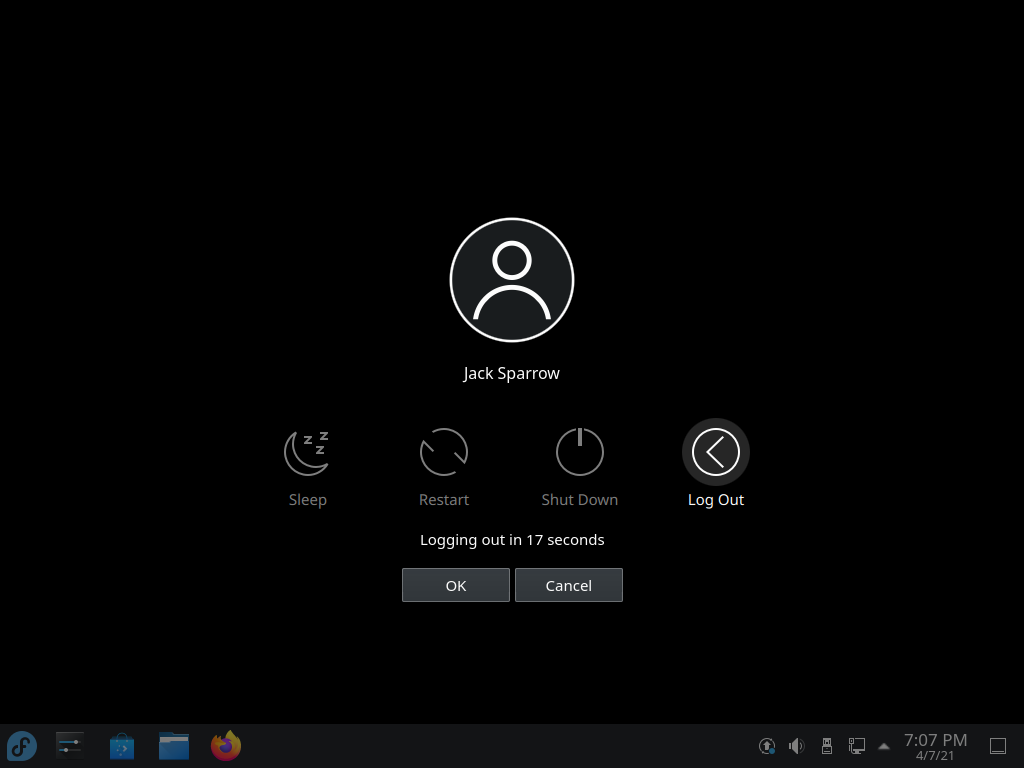 Jack Sparrow
Sleep Restart Shut Down Log Out
Logging out in 17 seconds
OK Cancel
7:07 PM
4/7/21